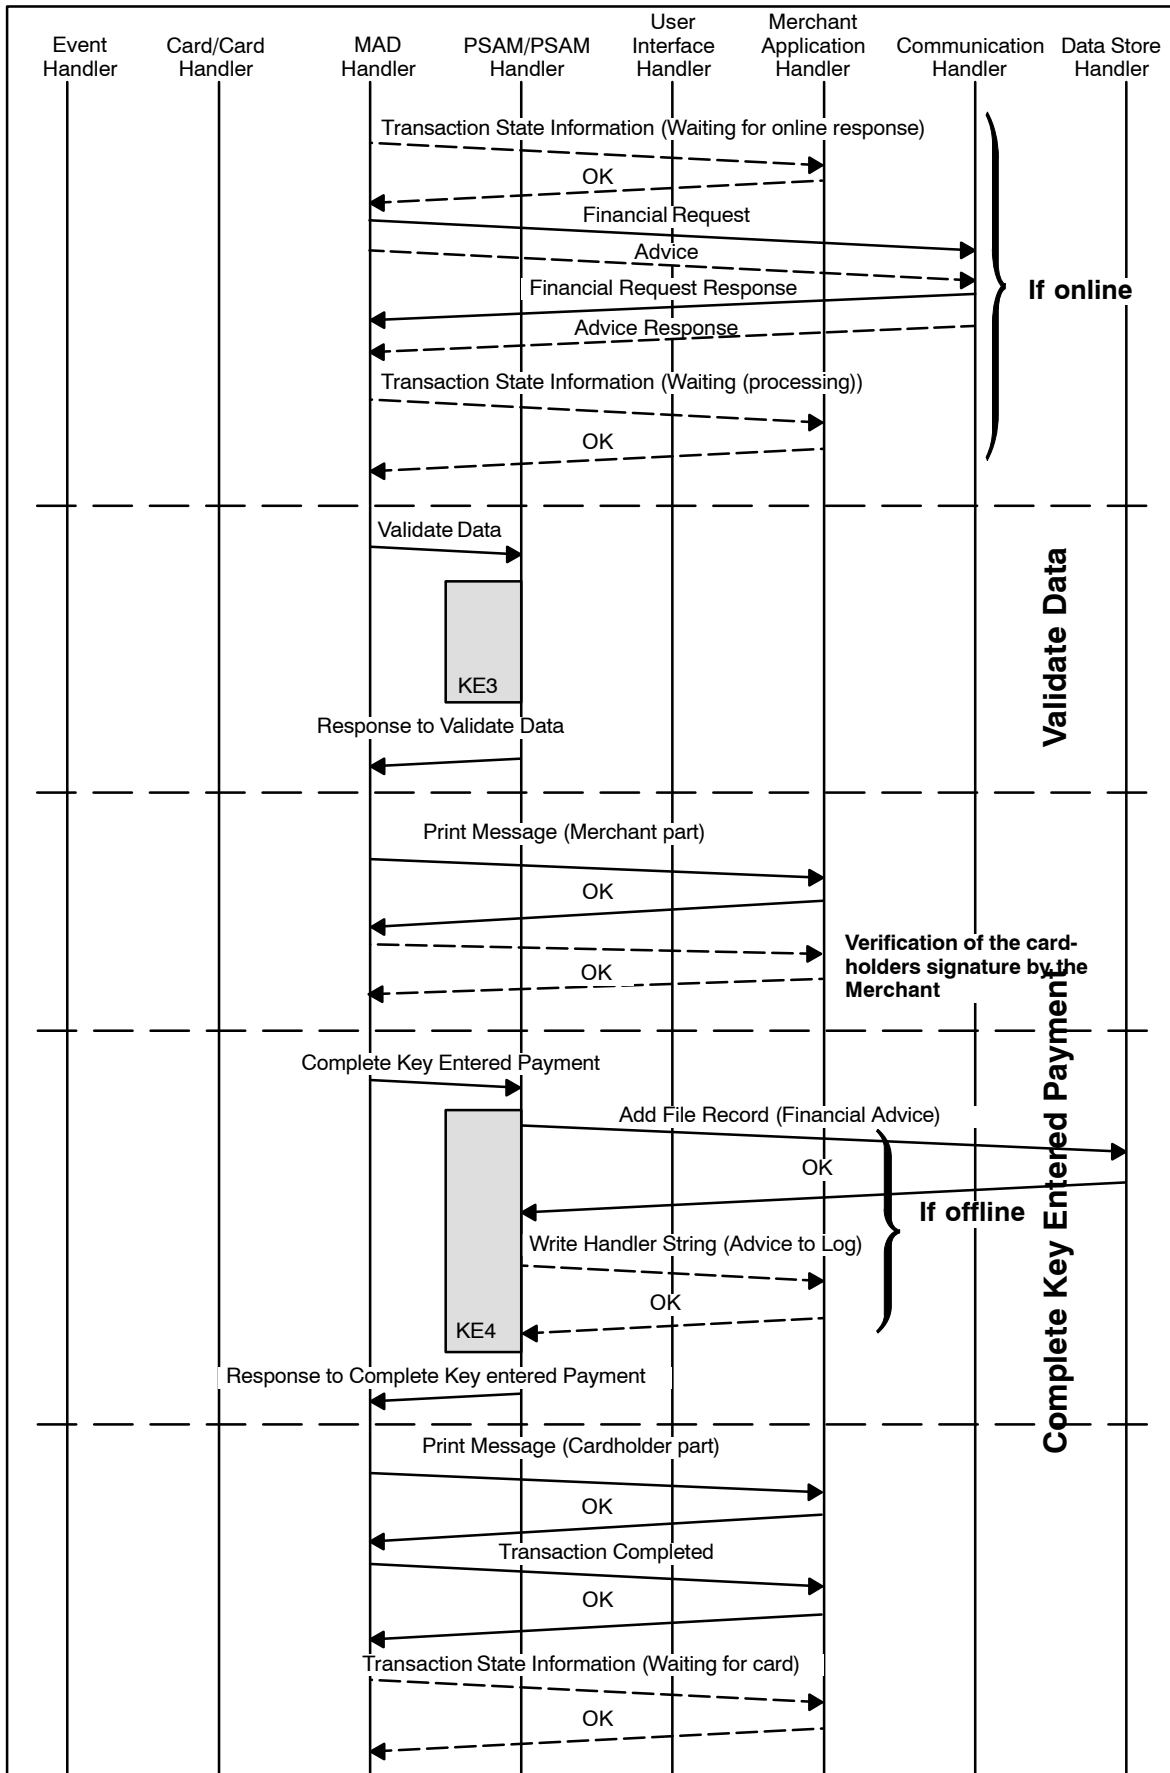 Event
Handler
Card/Card
Handler
MAD
Handler
PSAM/PSAM
Handler
User
Interface
Handler
Merchant
Application
Handler
Communication
Handler
Data Store
Handler
Transaction State Information (Waiting for online response)
OK
Financial Request
Advice
Financial Request Response
Advice Response
If online
Transaction State Information (Waiting (processing))
OK
Validate Data
KE3
Response to Validate Data
Validate Data
Print Message (Merchant part)
OK
Verification of the card-
holders signature by the
Merchant
OK
Complete Key Entered Payment
Add File Record (Financial Advice)
OK
If offline
Write Handler String (Advice to Log)
OK
KE4
Response to Complete Key entered Payment
Complete Key Entered Payment
Print Message (Cardholder part)
OK
Transaction Completed
OK
Transaction State Information (Waiting for card)
OK